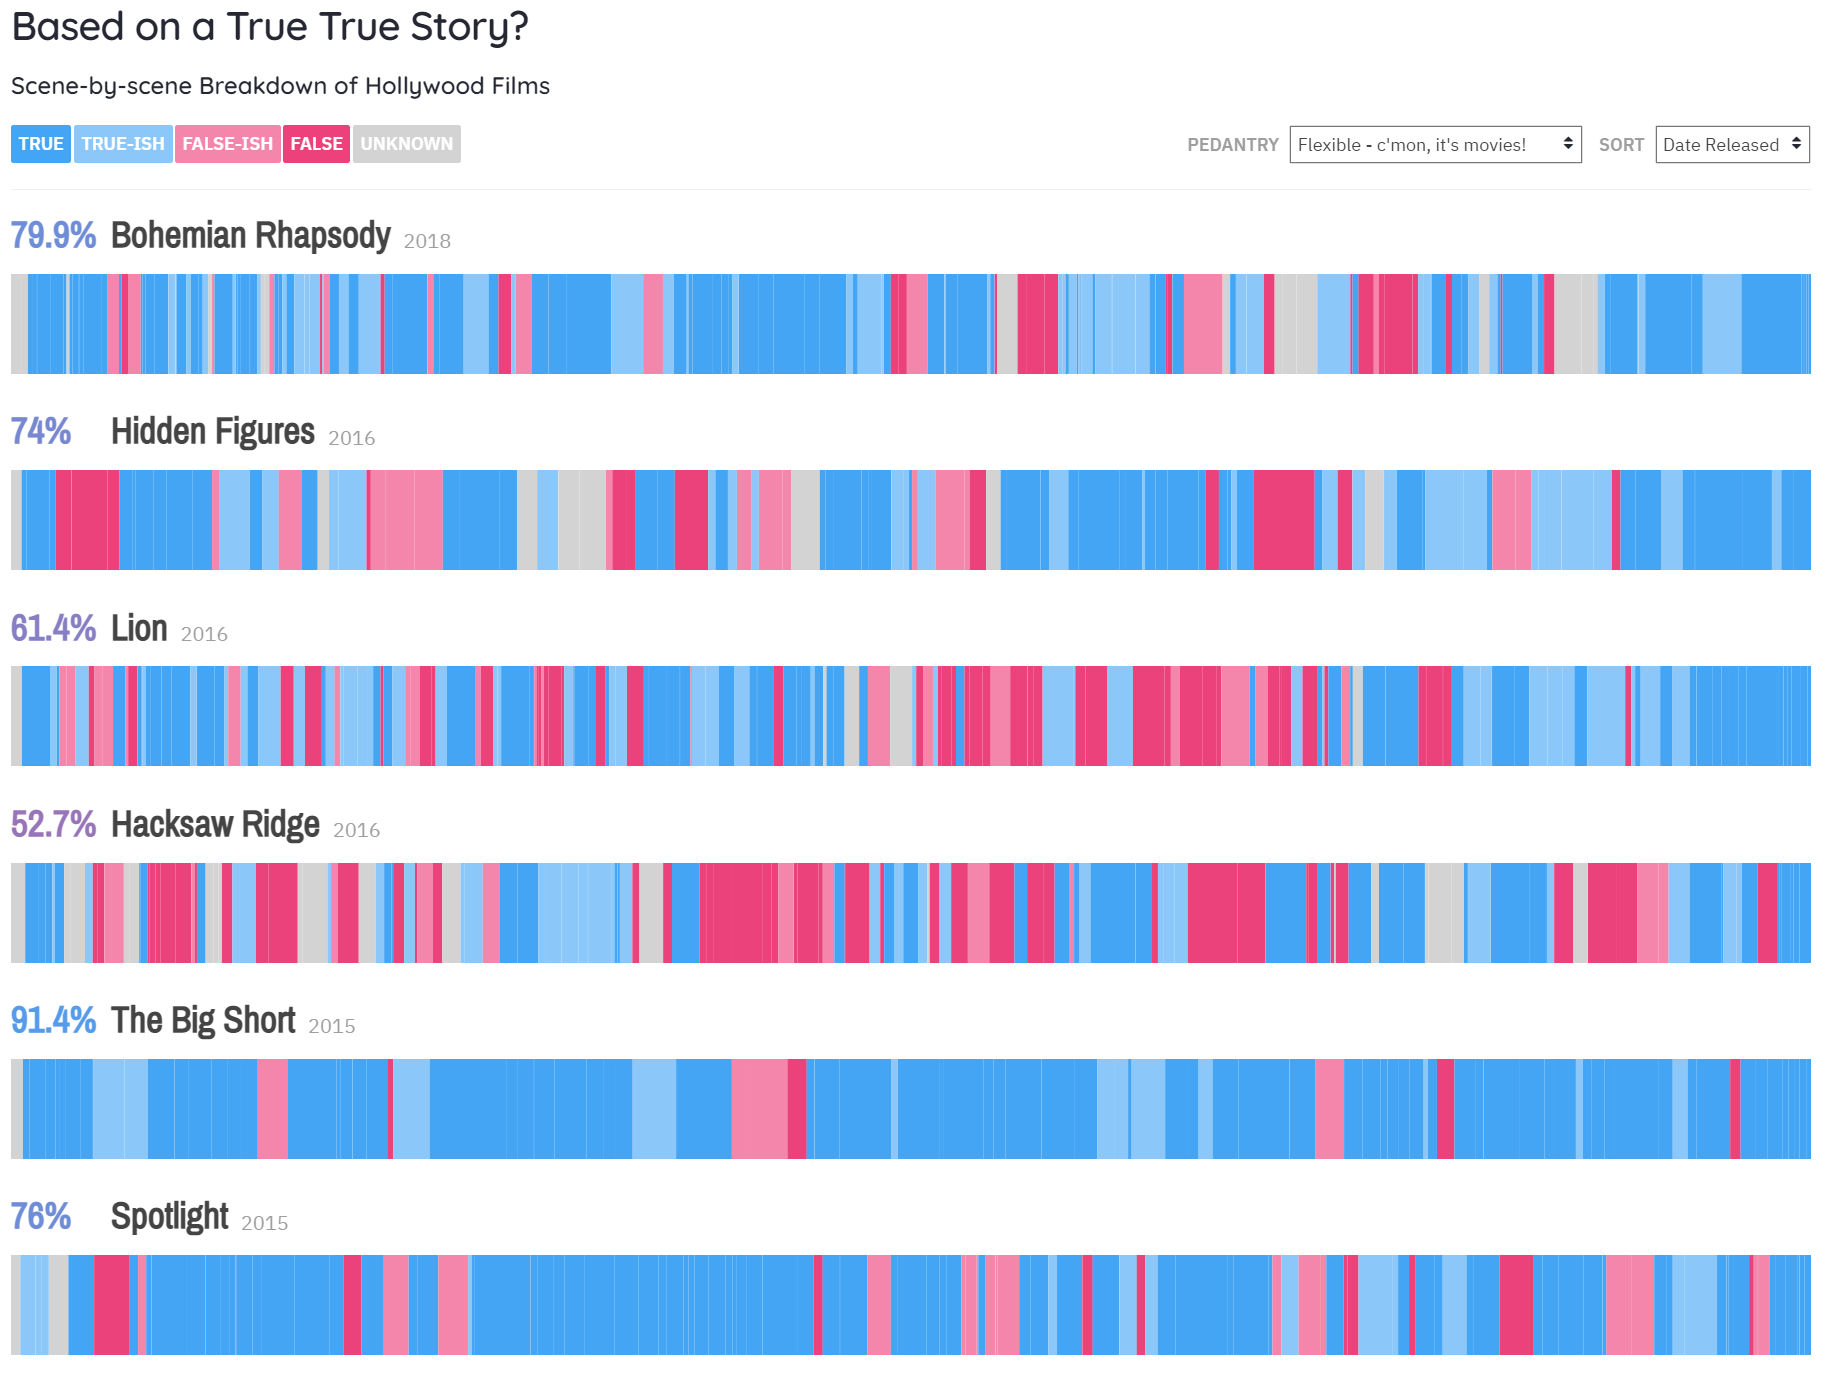 Based on a True True Story?
Scene-by-scene Breakdown of Hollywood Films
TRUE TRUE-ISH FALSE-ISH FALSE UNKNOWN PEDANTRY Flexible - c'mon, it's movies! SORT Date Released
79.9% Bohemian Rhapsody 2018
74% Hidden Figures 2016
61.4% Lion 2016
52.7% Hacksaw Ridge 2016
91.4% The Big Short 2015
76% Spotlight 2015